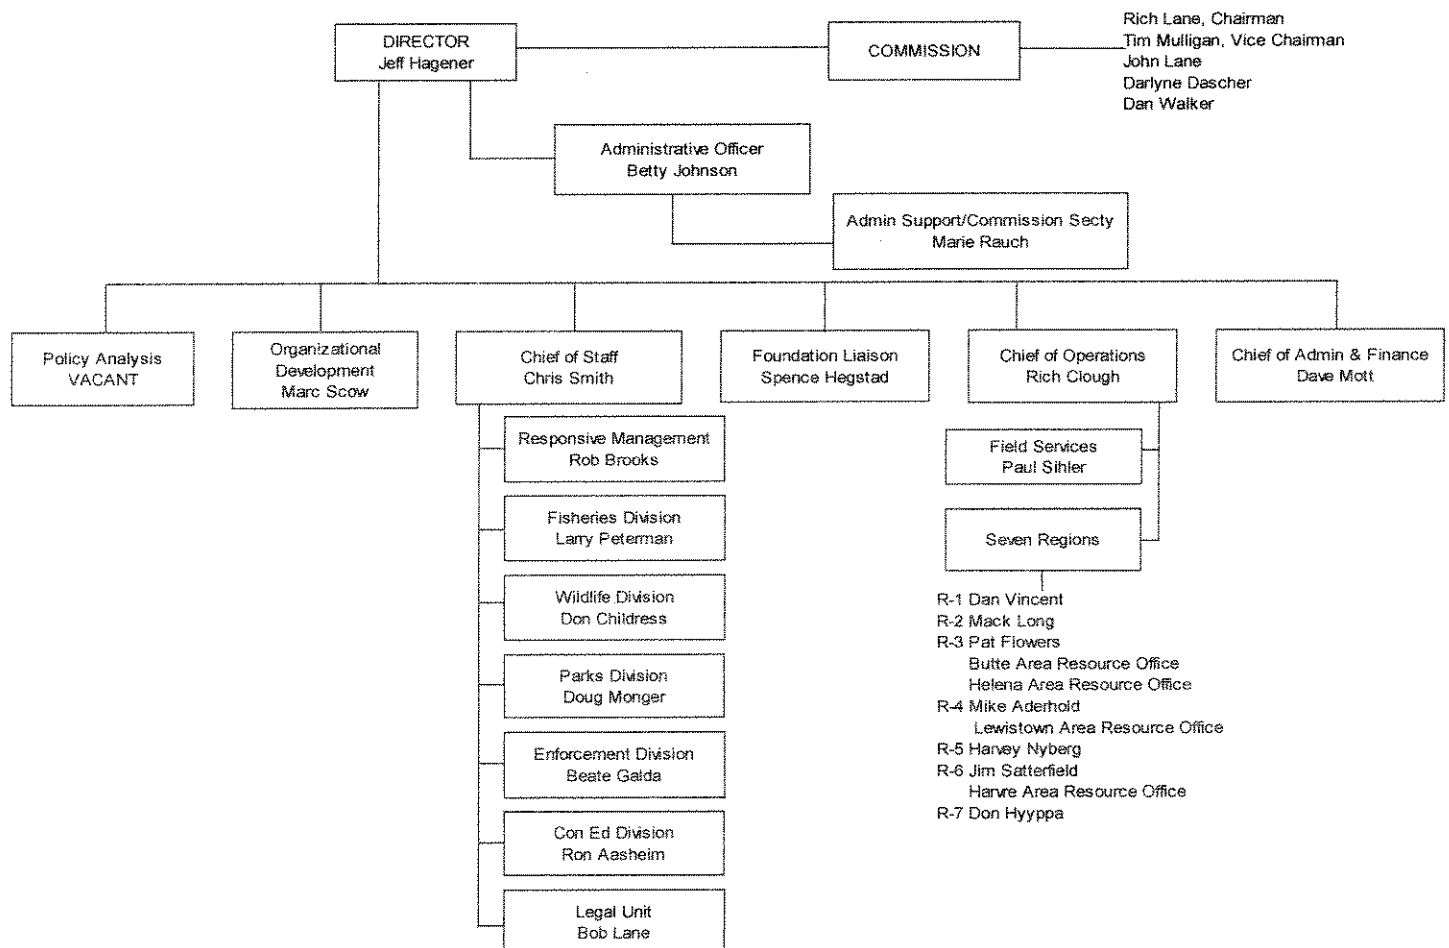 DIRECTOR
Jeff Hagener
COMMISSION
Rich Lane, Chairman
Tim Mulligan, Vice Chairman
John Lane
Darlyne Dascher
Dan Walker
Administrative Officer
Betty Johnson
Admin Support/Commission Secty
Marie Rauch
Policy Analysis
VACANT
Organizational
Development
Marc Scow
Chief of Staff
Chris Smith
Foundation Liaison
Spence Hegstad
Chief of Operations
Rich Clough
Chief of Admin & Finance
Dave Mott
Responsive Management
Rob Brooks
Fisheries Division
Larry Peterman
Wildlife Division
Don Childress
Parks Division
Doug Monger
Enforcement Division
Beate Galda
Con Ed Division
Ron Aasheim
Legal Unit
Bob Lane
Field Services
Paul Sihler
Seven Regions
R-1 Dan Vincent
R-2 Mack Long
R-3 Pat Flowers
Butte Area Resource Office
Helena Area Resource Office
R-4 Mike Aderhold
Lewistown Area Resource Office
R-5 Harvey Nyberg
R-6 Jim Satterfield
Harvre Area Resource Office
R-7 Don Hyyppa